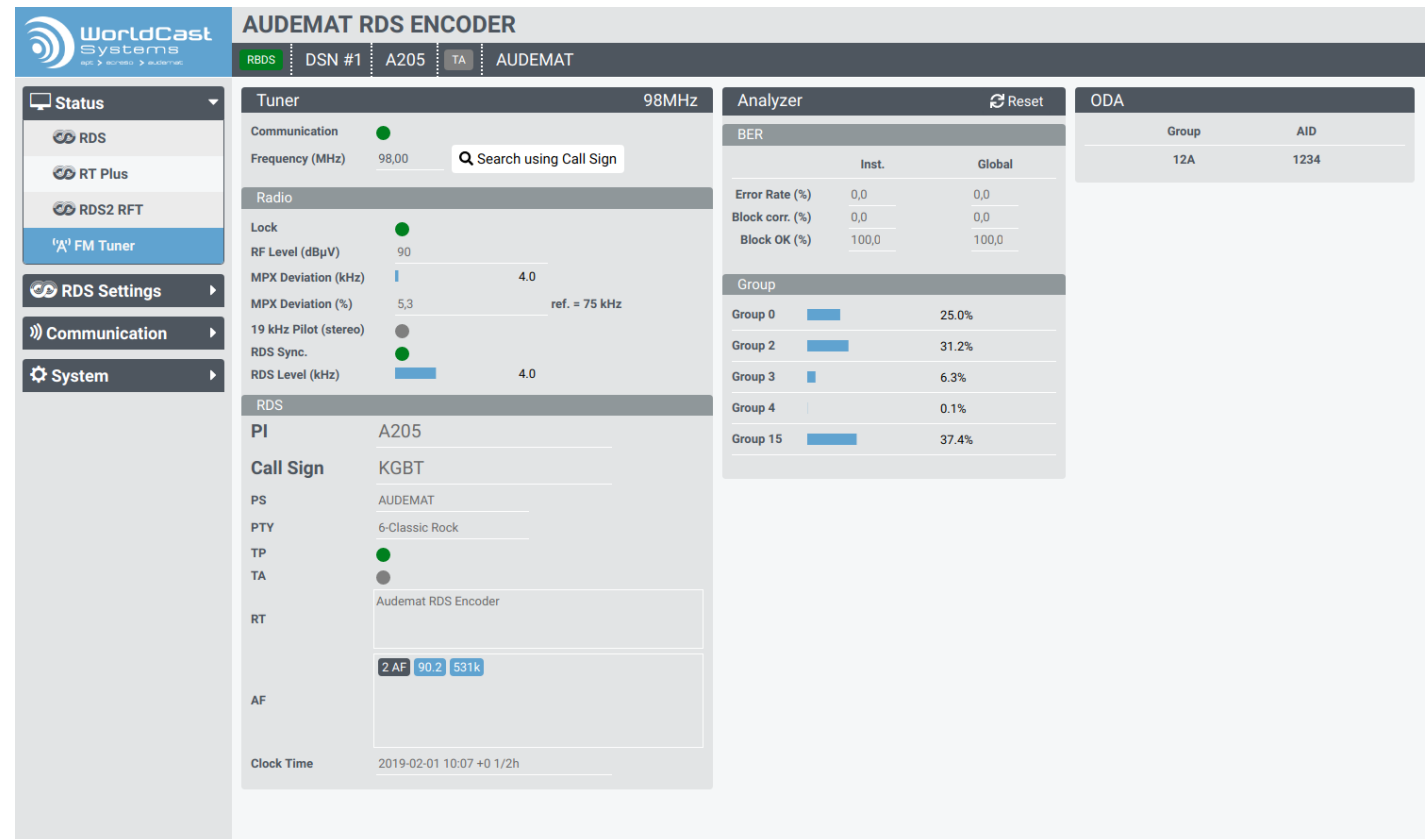 WorldCast
Systems
apt > ecreso > audemat
AUDEMAT RDS ENCODER
RBDS DSN #1 A205 TA AUDEMAT
Status
RDS
RT Plus
RDS2 RFT
FM Tuner
RDS Settings
Communication
System
Tuner 98MHz
Communication
Frequency (MHz) 98,00 Search using Call Sign
Radio
Lock
RF Level (dBµV) 90
MPX Deviation (kHz) 4.0
MPX Deviation (%) 5,3 ref. = 75 kHz
19 kHz Pilot (stereo)
RDS Sync.
RDS Level (kHz) 4.0
RDS
PI A205
Call Sign KGBT
PS AUDEMAT
PTY 6-Classic Rock
TP
TA
RT Audemat RDS Encoder
AF 2 AF 90.2 531k
Clock Time 2019-02-01 10:07 +0 1/2h
Analyzer Reset
BER
Inst. Global
Error Rate (%) 0,0 0,0
Block corr. (%) 0,0 0,0
Block OK (%) 100,0 100,0
Group
Group 0 25.0%
Group 2 31.2%
Group 3 6.3%
Group 4 0.1%
Group 15 37.4%
ODA
Group AID
12A 1234